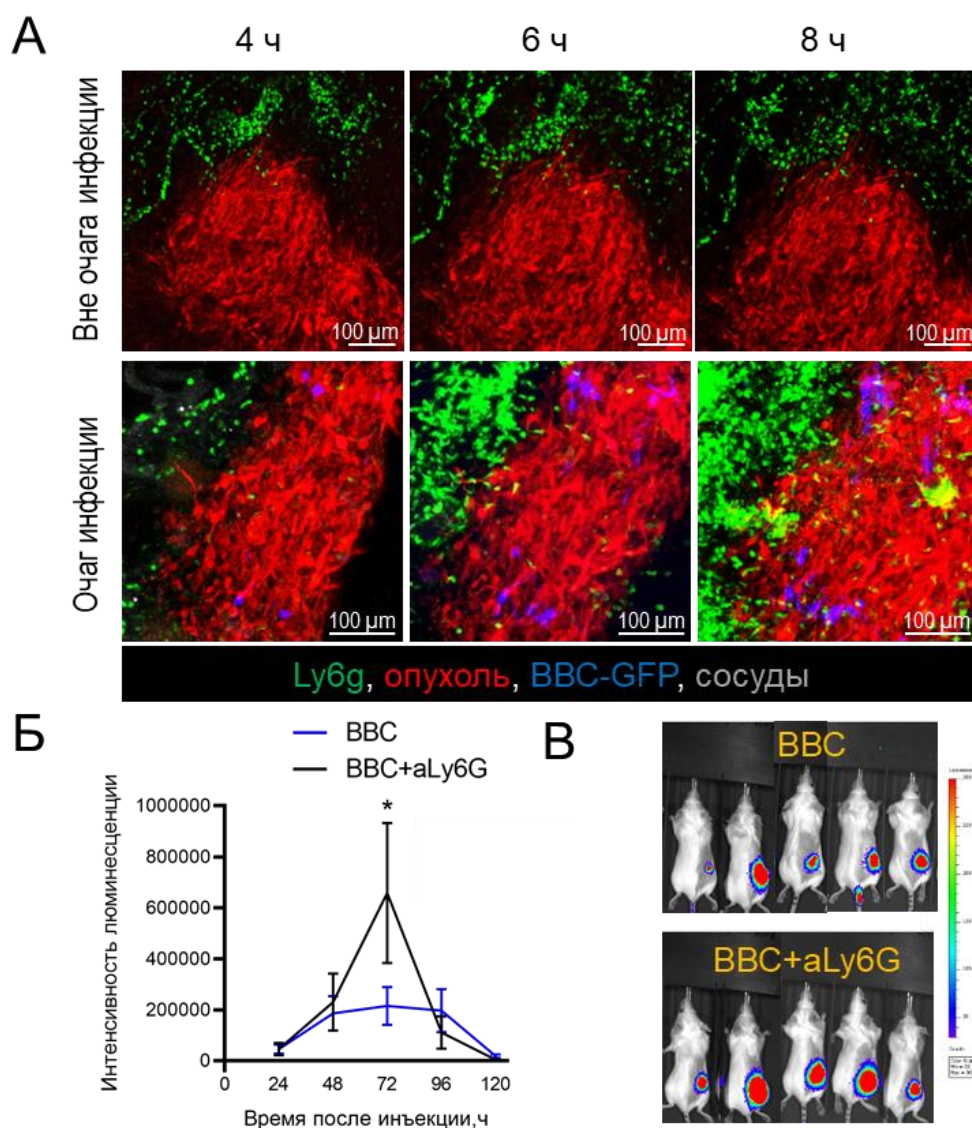 А
4 ч
6 ч
8 ч
Вне очага инфекции
100 µm
100 µm
100 µm
Очаг инфекции
100 µm
100 µm
100 µm
Ly6g, опухоль, ВВС-GFP, сосуды
Б
ВВС
ВВС+aLy6G
*
Интенсивность люминесценции
1000000
800000
600000
400000
200000
0
0
24
48
72
96
120
Время после инъекции,ч
В
ВВС
ВВС+aLy6G